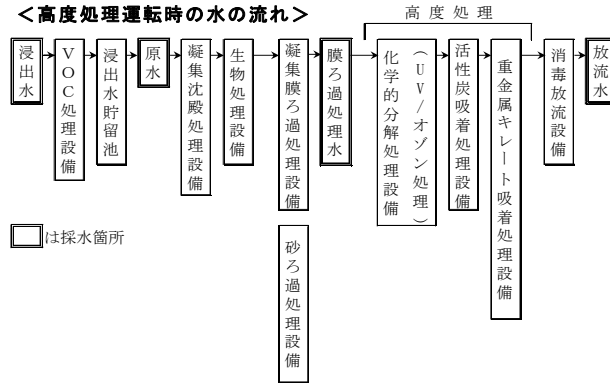 ＜高度処理運転時の水の流れ＞
高度処理
浸出水
VOC処理設備
浸出水貯留池
原水
凝集沈殿処理設備
生物処理設備
凝集膜ろ過処理設備
膜ろ過処理水
化学的分解処理設備
（UV/オゾン処理）
活性炭吸着処理設備
重金属キレート吸着処理設備
消毒放流設備
放流水
は採水箇所
砂ろ過処理設備